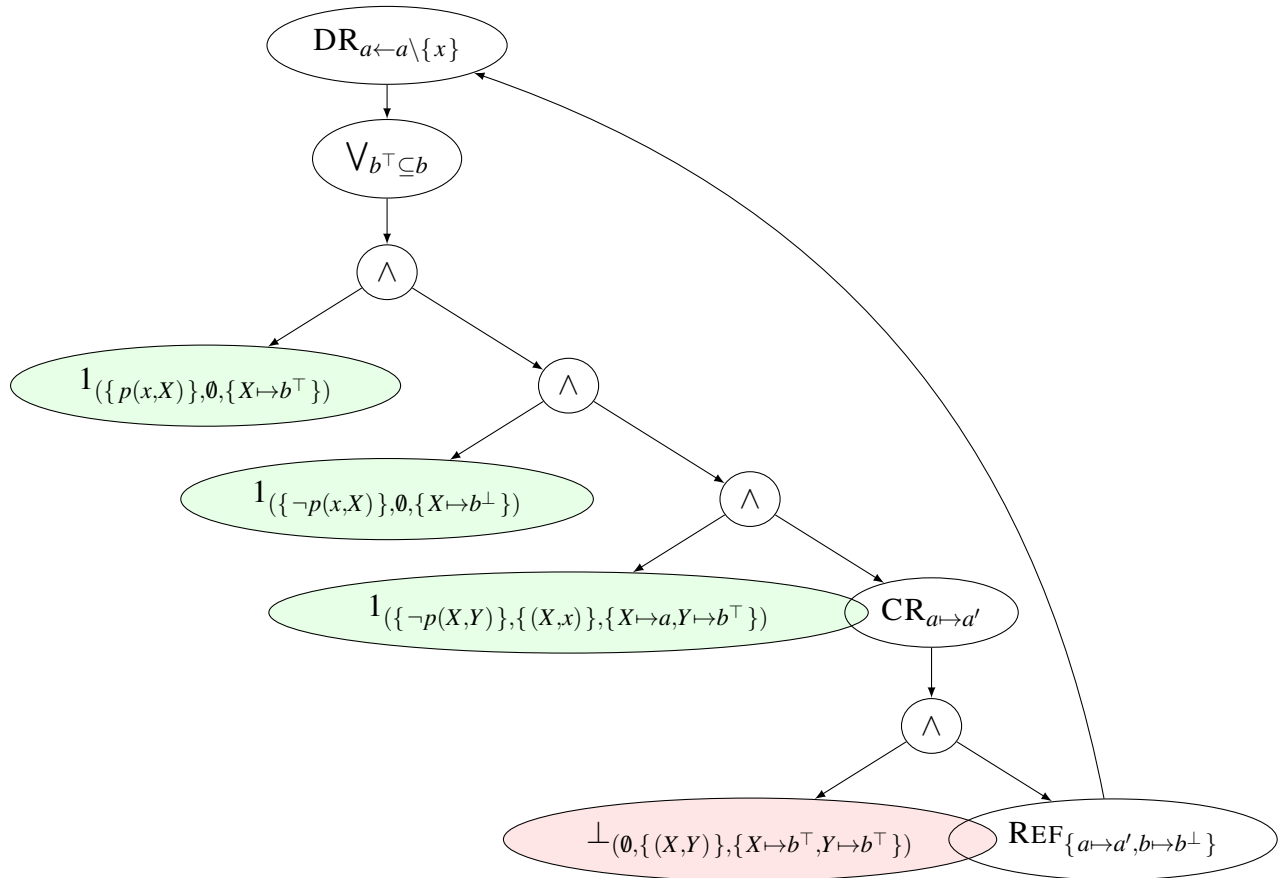 DR_{a←a\{x}}
⋁_{b^⊤⊆b}
∧
1_{({p(x,X)},∅,{X↦b^⊤})}
∧
1_{({¬p(x,X)},∅,{X↦b^⊥})}
∧
1_{({¬p(X,Y)},{(X,x)},{X↦a,Y↦b^⊤})}
CR_{a↦a′}
∧
⊥_{(∅,{(X,Y)},{X↦b^⊤,Y↦b^⊤})}
REF_{{a↦a′,b↦b^⊥}}